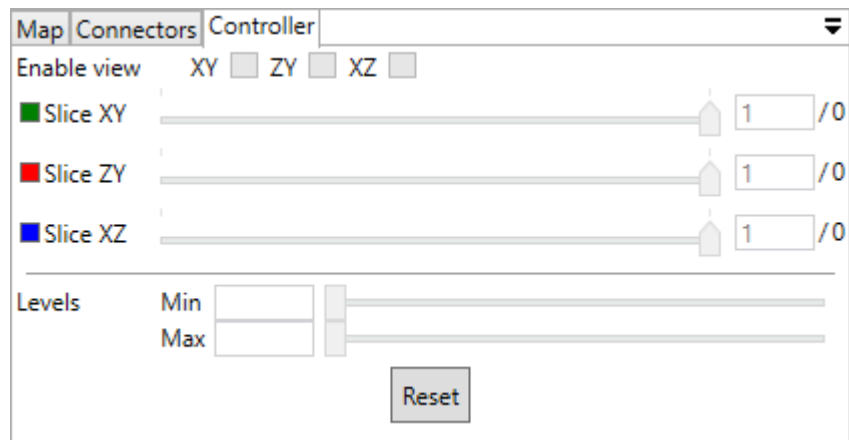 Map Connectors Controller
Enable view XY ZY XZ
Slice XY 1 /0
Slice ZY 1 /0
Slice XZ 1 /0
Levels Min
Max
Reset